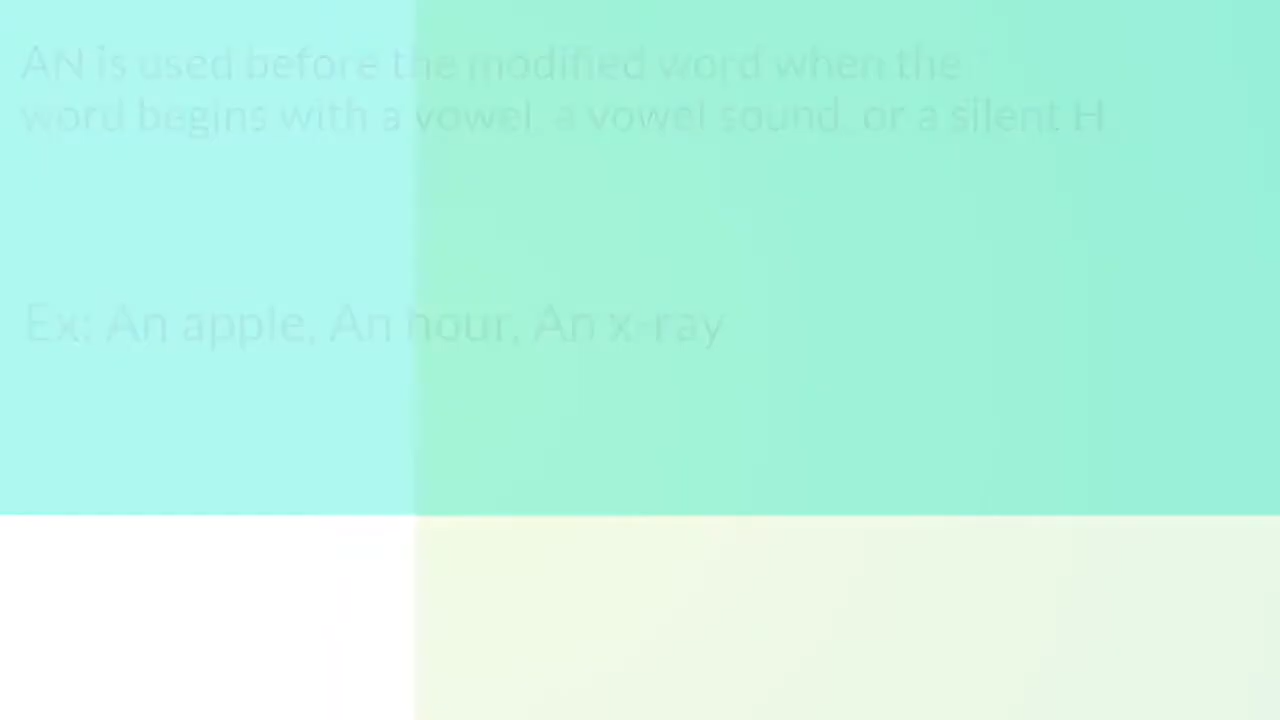 AN is used before the modified word when the
word begins with a vowel, a vowel sound, or a silent H
Ex: An apple, An hour, An x-ray